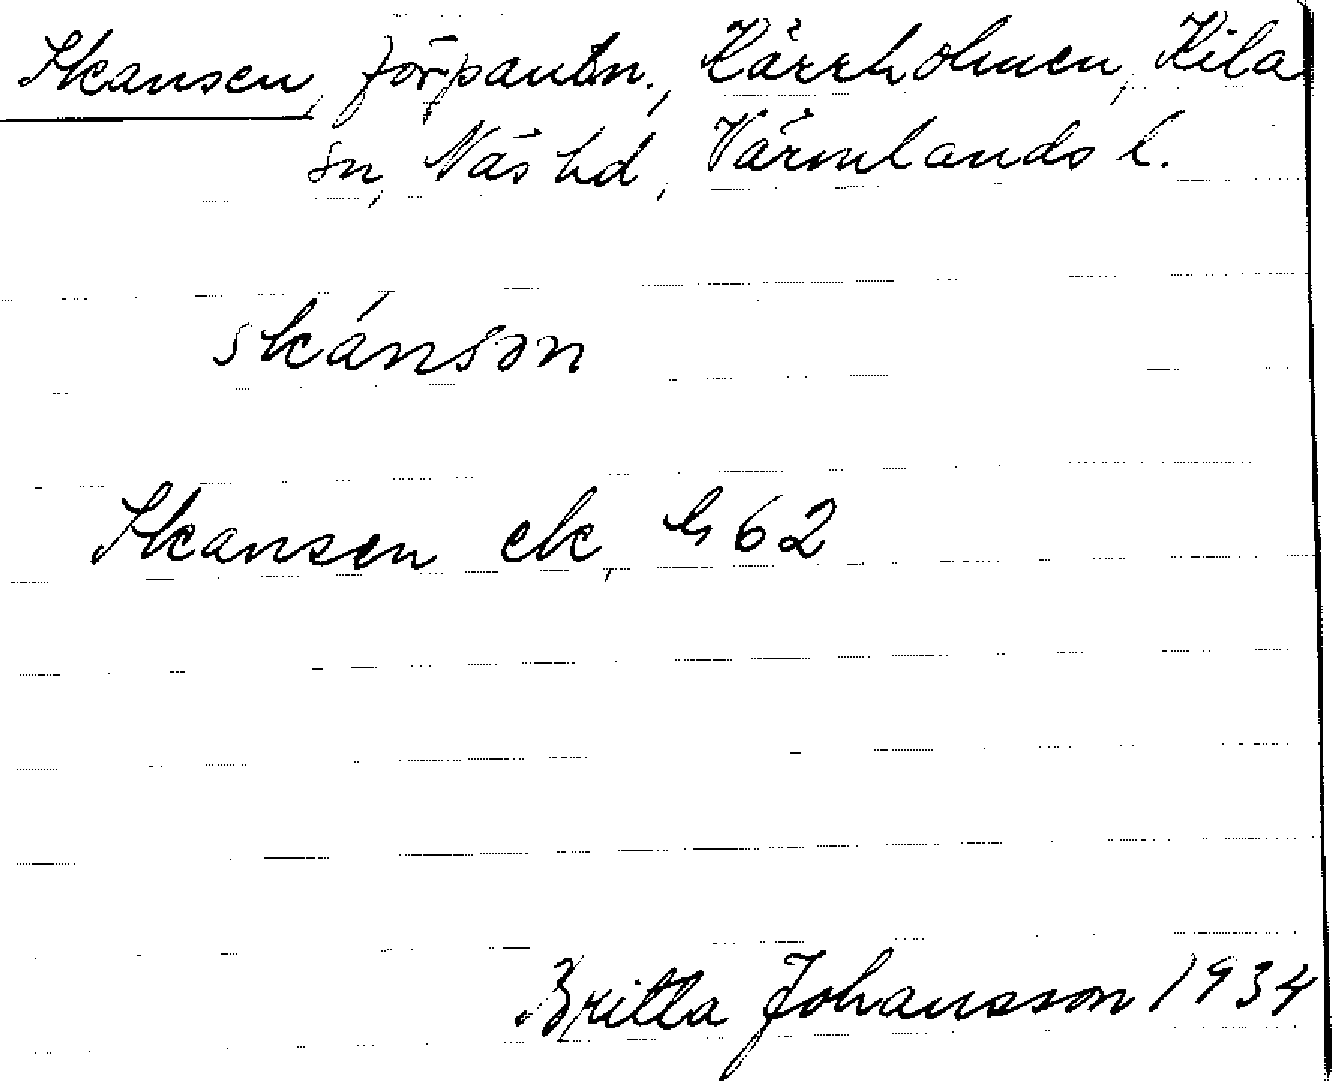 Skansen, förpantn., Kärrholmen, Kila
sn, Näs hd, Värmlands l.
skánsən
Skansen ek, G 62
Britta Johansson 1934